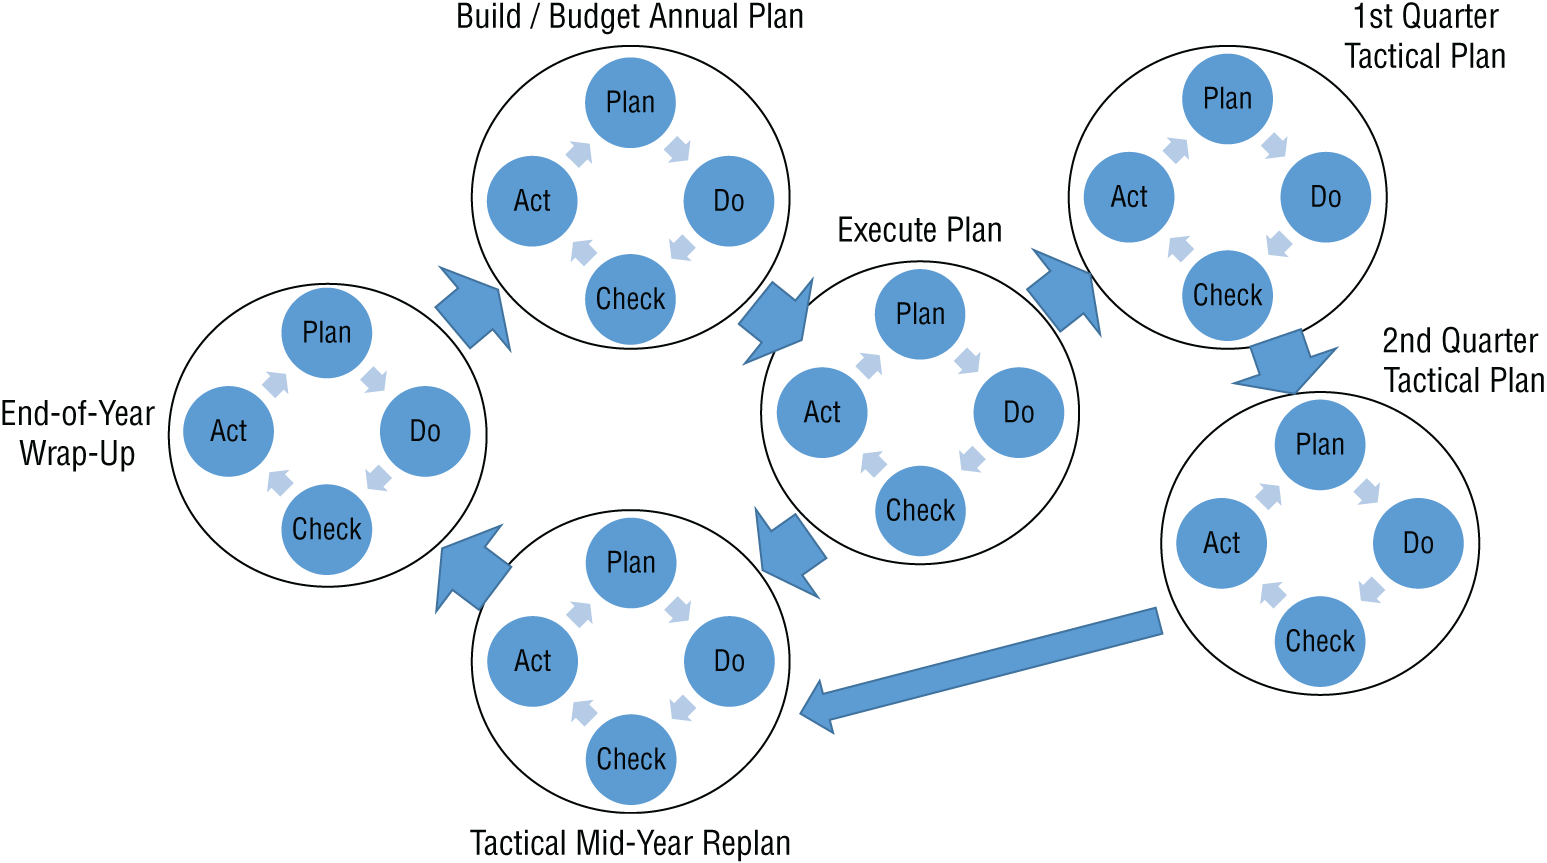 Build / Budget Annual Plan
Plan
Act
Do
Check
1st Quarter
Tactical Plan
Plan
Act
Do
Check
Execute Plan
Plan
Act
Do
Check
End-of-Year
Wrap-Up
Plan
Act
Do
Check
2nd Quarter
Tactical Plan
Plan
Act
Do
Check
Plan
Act
Do
Check
Tactical Mid-Year Replan